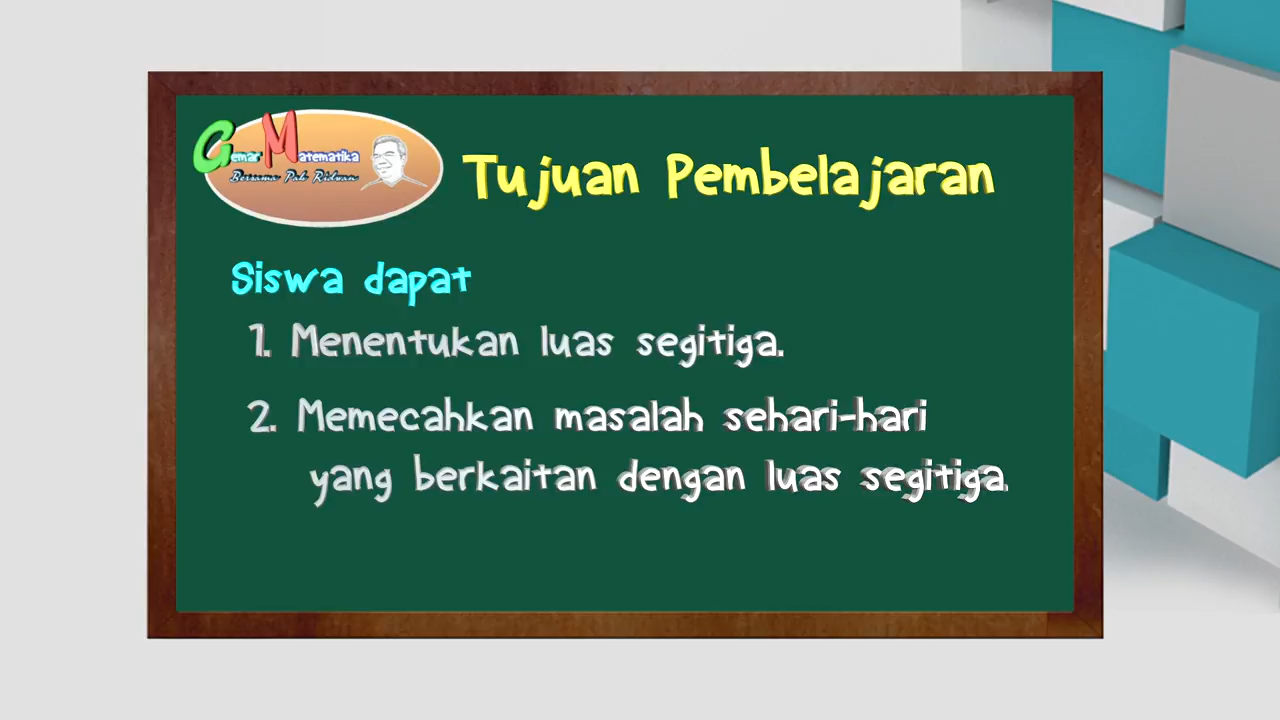 Gemar Matematika
Bersama Pak Ridwan
Tujuan Pembelajaran
Siswa dapat
1. Menentukan luas segitiga.
2. Memecahkan masalah sehari-hari
yang berkaitan dengan luas segitiga.